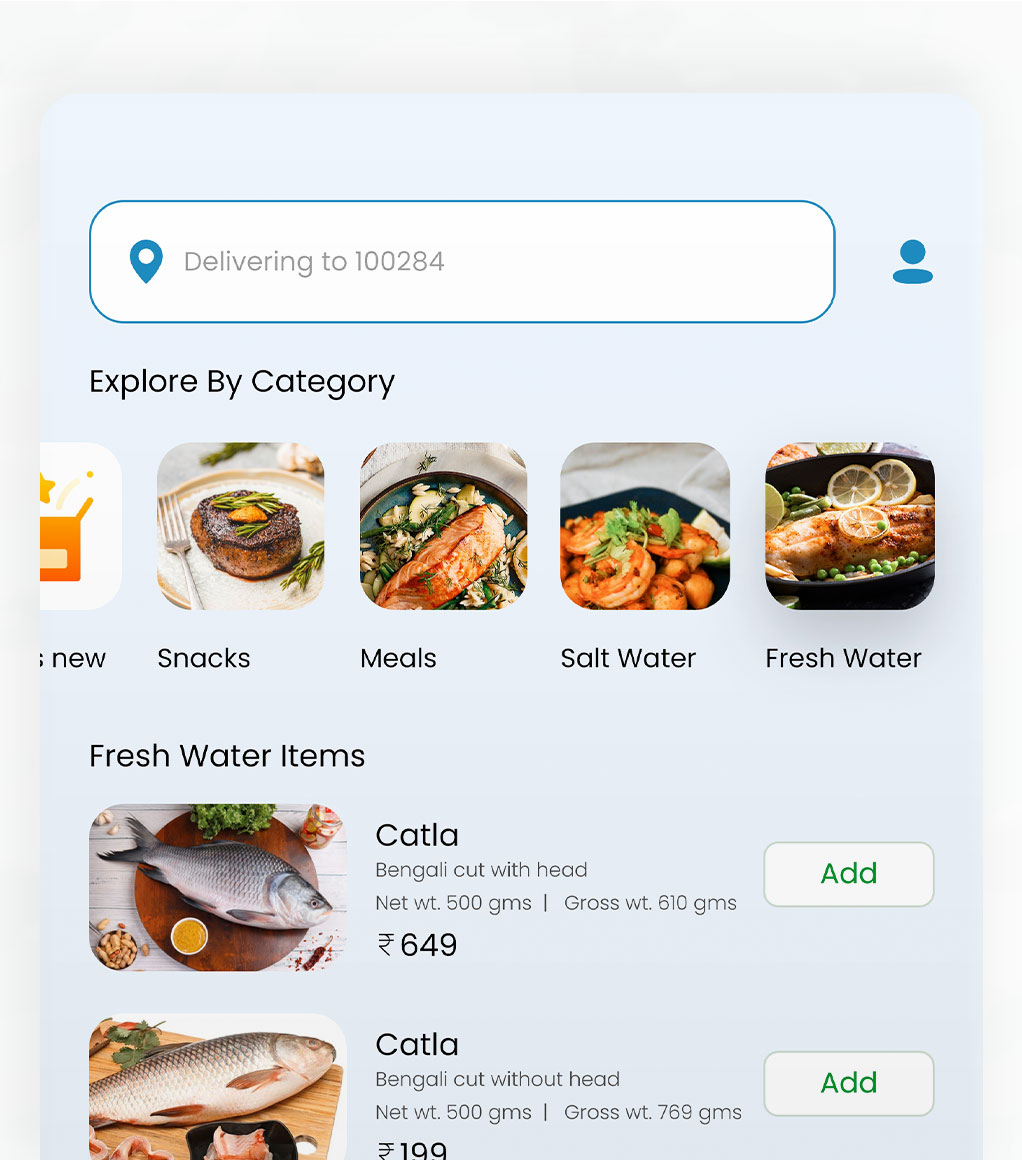 Delivering to 100284
Explore By Category
s new
Snacks
Meals
Salt Water
Fresh Water
Fresh Water Items
Catla
Bengali cut with head
Net wt. 500 gms | Gross wt. 610 gms
₹ 649
Add
Catla
Bengali cut without head
Net wt. 500 gms | Gross wt. 769 gms
₹ 199
Add